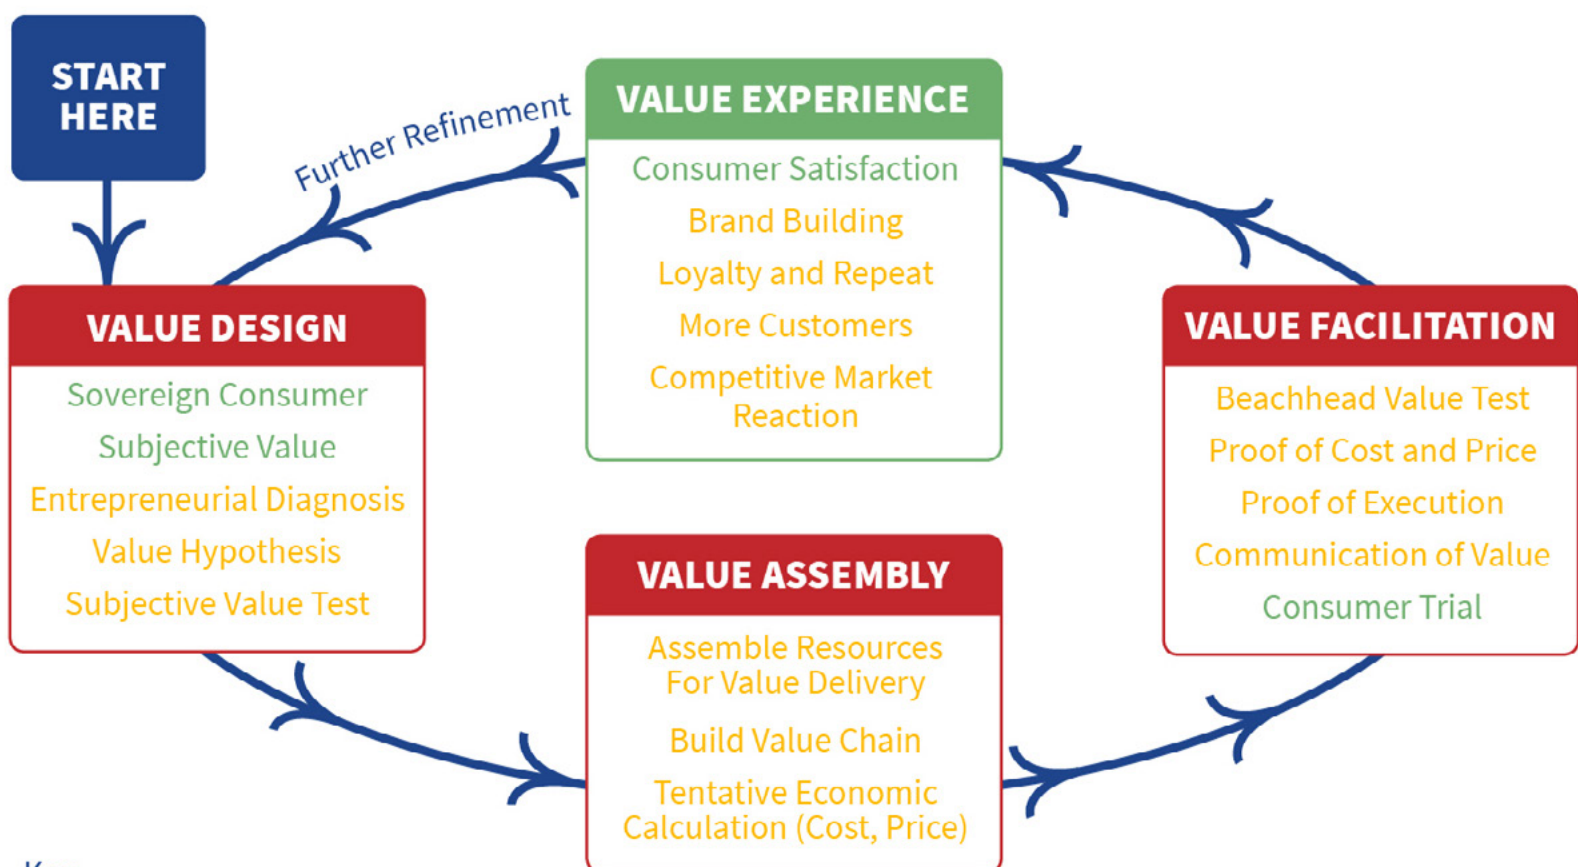 START
HERE
Further Refinement
VALUE EXPERIENCE
Consumer Satisfaction
Brand Building
Loyalty and Repeat
More Customers
Competitive Market
Reaction
VALUE DESIGN
Sovereign Consumer
Subjective Value
Entrepreneurial Diagnosis
Value Hypothesis
Subjective Value Test
VALUE ASSEMBLY
Assemble Resources
For Value Delivery
Build Value Chain
Tentative Economic
Calculation (Cost, Price)
VALUE FACILITATION
Beachhead Value Test
Proof of Cost and Price
Proof of Execution
Communication of Value
Consumer Trial